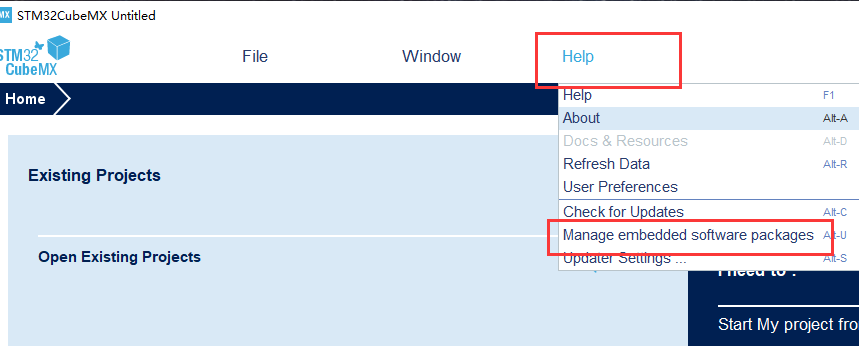 MX STM32CubeMX Untitled
STM32
CubeMX
File Window Help
Home
Help F1
About Alt-A
Docs & Resources Alt-D
Refresh Data Alt-R
User Preferences
Check for Updates Alt-C
Manage embedded software packages Alt-U
Updater Settings ... Alt-S
Existing Projects
Open Existing Projects
I need to :
Start My project fro